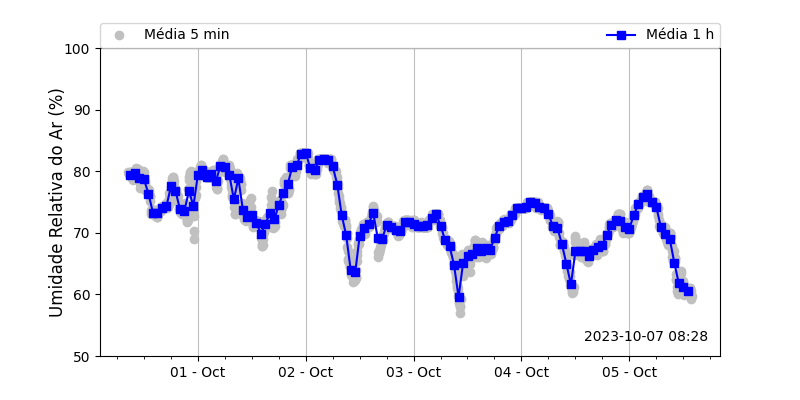 Média 5 min
Média 1 h
Umidade Relativa do Ar (%)
100
90
80
70
60
50
2023-10-07 08:28
01 - Oct
02 - Oct
03 - Oct
04 - Oct
05 - Oct